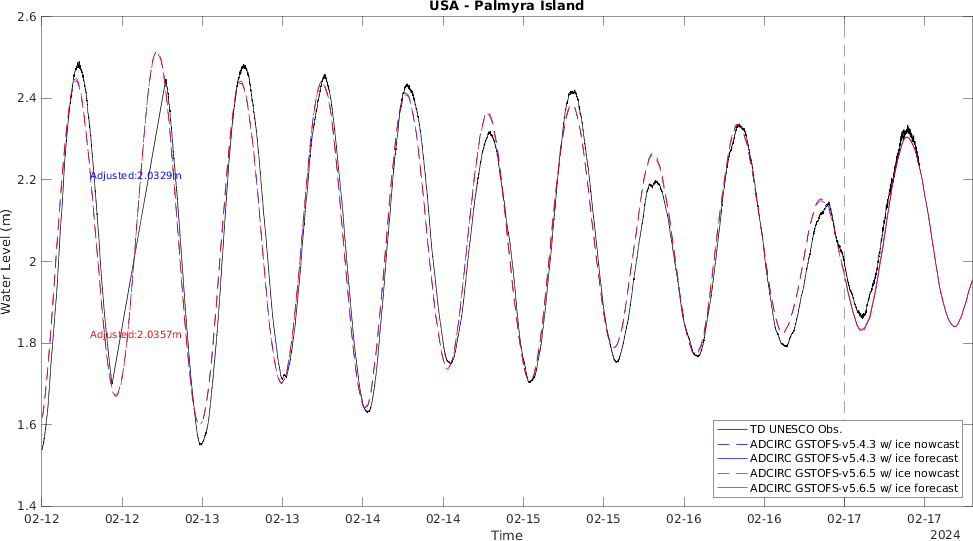 USA - Palmyra Island
2.6
2.4
2.2
2
1.8
1.6
1.4
Water Level (m)
Adjusted:2.0329m
Adjusted:2.0357m
TD UNESCO Obs.
ADCIRC GSTOFS-v5.4.3 w/ ice nowcast
ADCIRC GSTOFS-v5.4.3 w/ ice forecast
ADCIRC GSTOFS-v5.6.5 w/ ice nowcast
ADCIRC GSTOFS-v5.6.5 w/ ice forecast
02-12 02-12 02-13 02-13 02-14 02-14 02-15 02-15 02-16 02-16 02-17 02-17
Time
2024